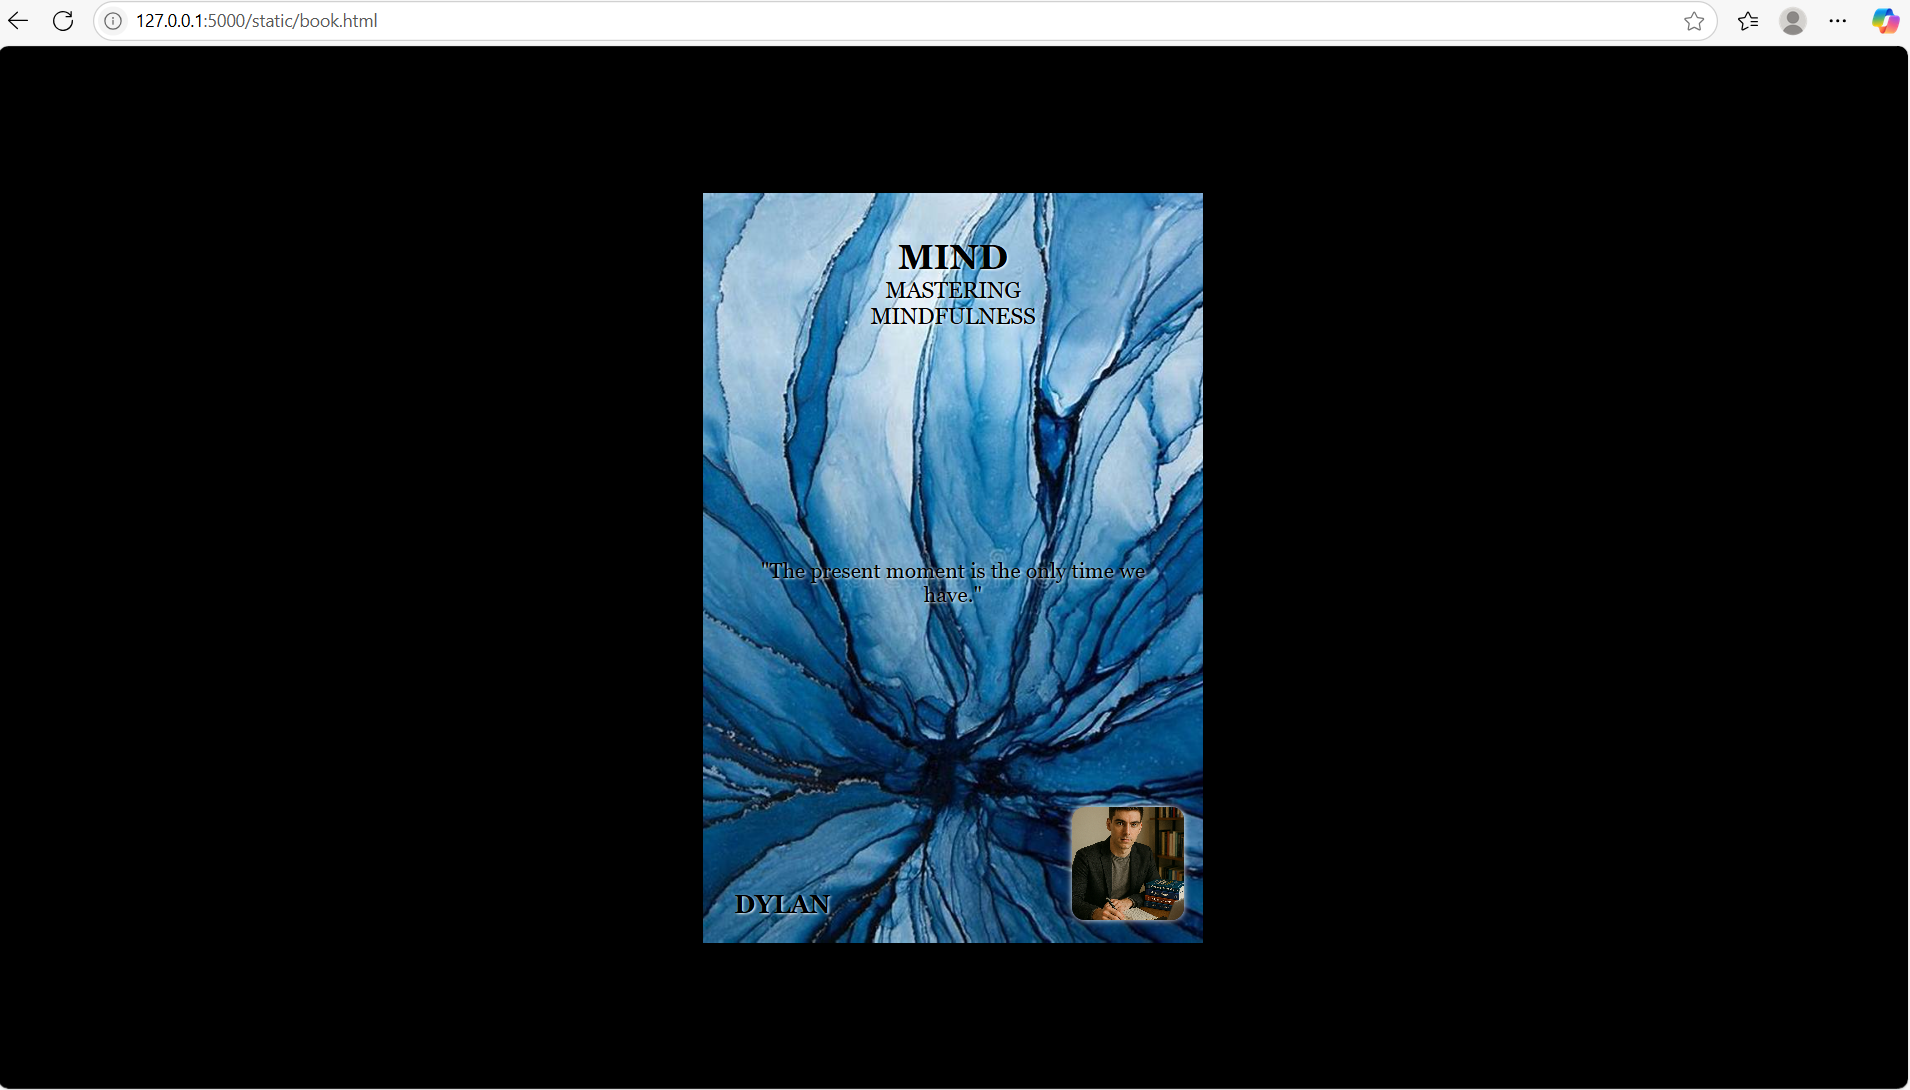 127.0.0.1:5000/static/book.html
MIND
MASTERING
MINDFULNESS
"The present moment is the only time we
have."
DYLAN